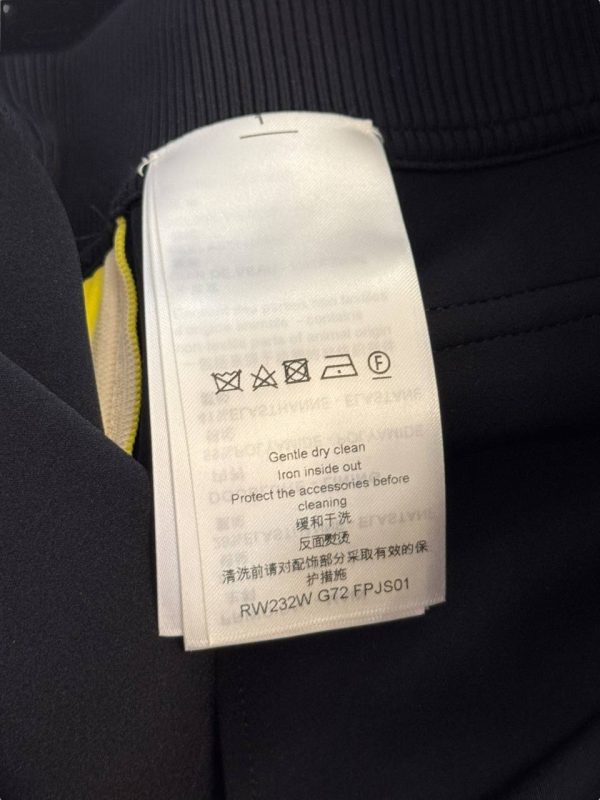 F
Gentle dry clean
Iron inside out
Protect the accessories before
cleaning
缓和干洗
反面熨烫
清洗前请对配饰部分采取有效的保
护措施
RW232W G72 FPJS01